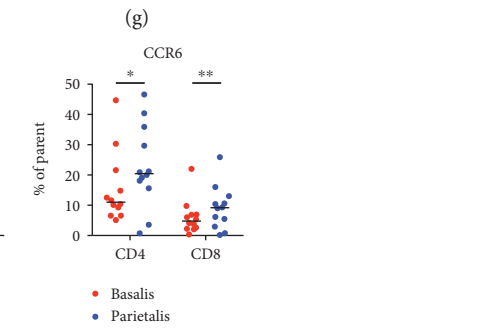 (g)
CCR6
* **
50
40
30
20
10
0
% of parent
CD4 CD8
Basalis
Parietalis